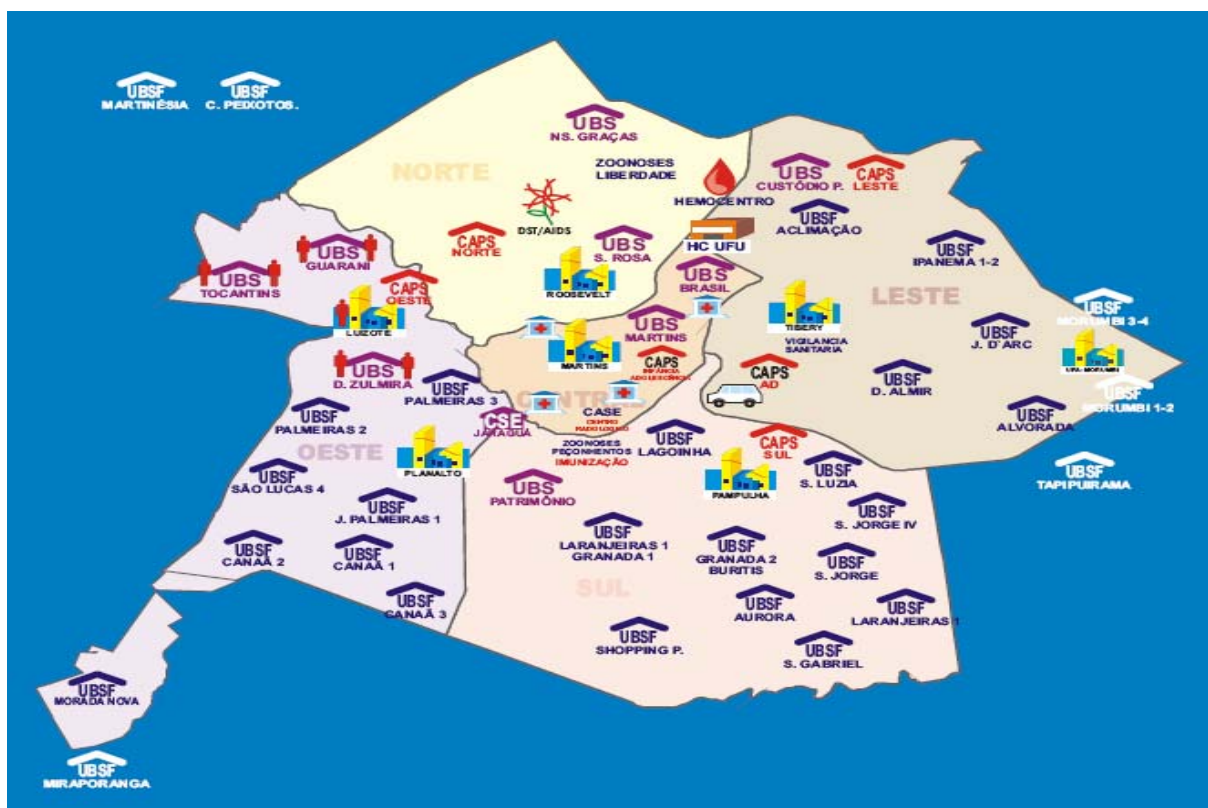 UBSF
MARTINÉSIA
UBSF
C. PEIXOTOS.
UBS
NS. GRAÇAS
NORTE
ZOONOSES
LIBERDADE
HEMOCENTRO
UBS
CUSTÓDIO P.
CAPS
LESTE
UBSF
ACLIMAÇÃO
DST/AIDS
CAPS
NORTE
UBS
S. ROSA
HC UFU
UBSF
IPANEMA 1-2
UBS
GUARANI
UBS
TOCANTINS
CAPS
OESTE
ROOSEVELT
UBS
BRASIL
LESTE
UBSF
MORUMBI 3-4
LUIZOTE
UBS
MARTINS
TIBERY
VIGILANCIA
SANITARIA
UBSF
J. D'ARC
UBS
D. ZULMIRA
UBSF
PALMEIRAS 3
MARTINS
CAPS
INFÂNCIA
ADOLESCÊNCIA
CAPS
AD
UBSF
D. ALMIR
UPA-MORUMBI
UBSF
MORUMBI 1-2
UBSF
PALMEIRAS 2
CSE
JARAGUA
CENTRAL
CASE
ZOONOSES
PEÇONHENTOS
IMUNIZAÇÃO
UBSF
LAGOINHA
CAPS
SUL
UBSF
ALVORADA
OESTE
PLANALTO
UBSF
SÃO LUCAS 4
UBS
PATRIMÔNIO
PAMPULHA
UBSF
S. LUZIA
UBSF
TAPIPUIRAMA
UBSF
J. PALMEIRAS 1
UBSF
S. JORGE IV
UBSF
CANAÃ 2
UBSF
CANAÃ 1
UBSF
LARANJEIRAS 1
GRANADA 1
UBSF
GRANADA 2
BURITIS
UBSF
S. JORGE
UBSF
CANAÃ 3
SUL
UBSF
AURORA
UBSF
LARANJEIRAS 1
UBSF
SHOPPING P.
UBSF
S. GABRIEL
UBSF
MORADA NOVA
UBSF
MIRAPORANGA